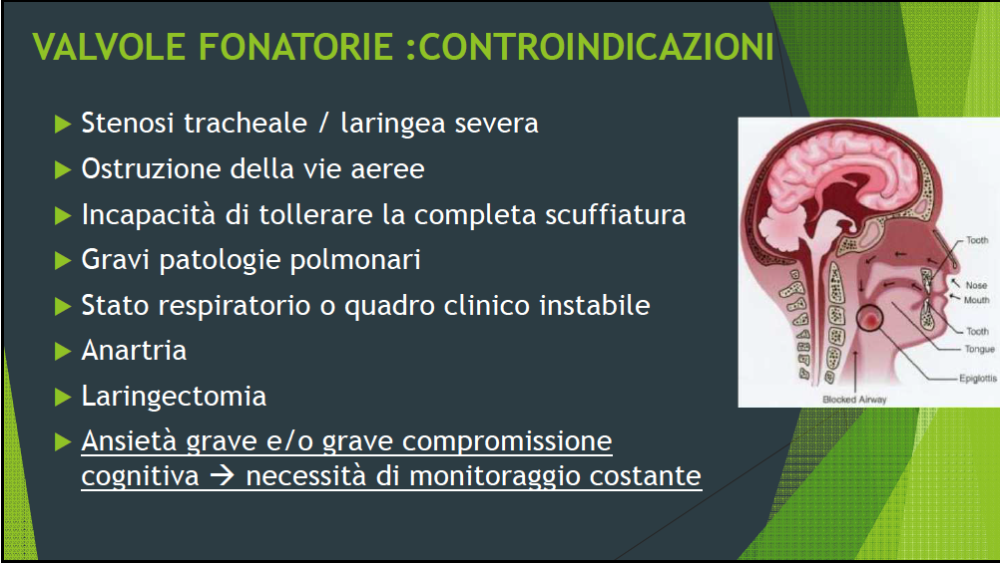 VALVOLE FONATORIE :CONTROINDICAZIONI
Stenosi tracheale / laringea severa
Ostruzione della vie aeree
Incapacità di tollerare la completa scuffiatura
Gravi patologie polmonari
Stato respiratorio o quadro clinico instabile
Anartria
Laringectomia
Ansietà grave e/o grave compromissione
cognitiva → necessità di monitoraggio costante
Tooth
Nose
Mouth
Tooth
Tongue
Epiglottis
Blocked Airway